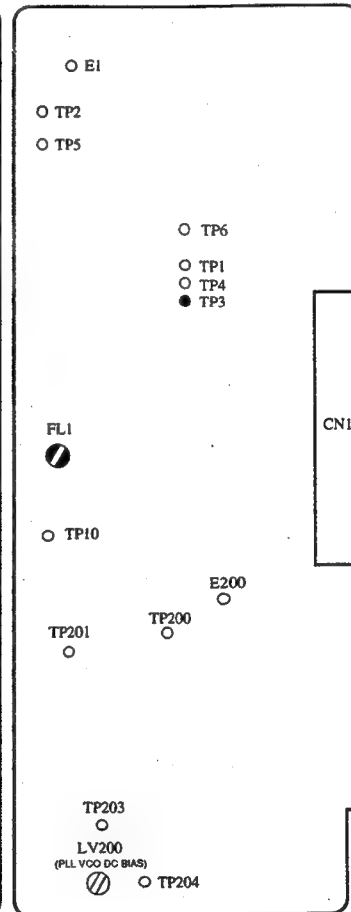 E1
TP2
TP5
TP6
TP1
TP4
TP3
CN1
FL1
TP10
E200
TP200
TP201
TP203
LV200
(PLL VCO DC BIAS)
TP204